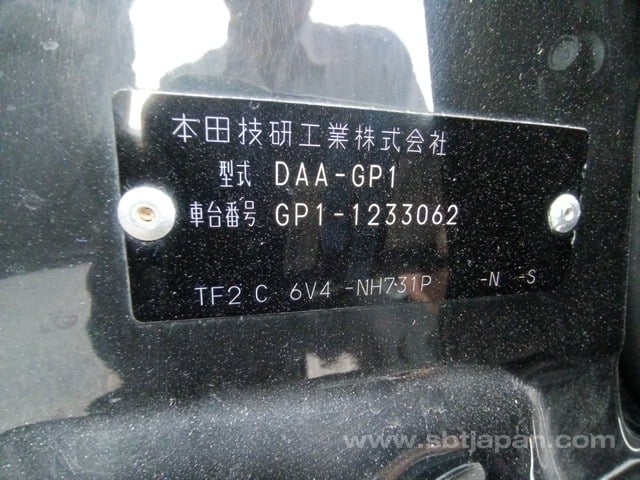 本田技研工業株式会社
型式 DAA-GP1
車台番号 GP1-1233062
TF2 C 6V4 -NH731P -N -S
www.sbtjapan.com